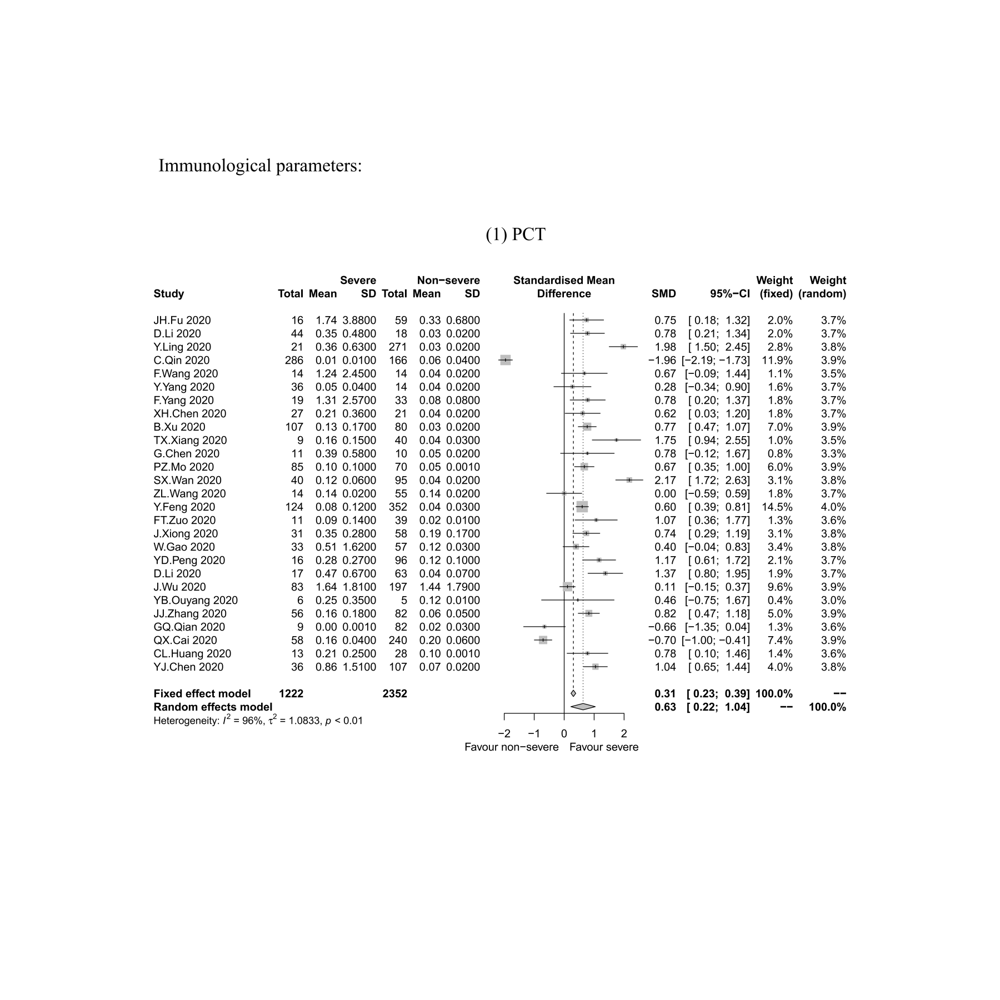 Immunological parameters:
(1) PCT
Severe Non−severe Standardised Mean Weight Weight
Study Total Mean SD Total Mean SD Difference SMD 95%−CI (fixed) (random)
JH.Fu 2020 16 1.74 3.8800 59 0.33 0.6800 0.75 [ 0.18; 1.32] 2.0% 3.7%
D.Li 2020 44 0.35 0.4800 18 0.03 0.0200 0.78 [ 0.21; 1.34] 2.0% 3.7%
Y.Ling 2020 21 0.36 0.6300 271 0.03 0.0200 1.98 [ 1.50; 2.45] 2.8% 3.8%
C.Qin 2020 286 0.01 0.0100 166 0.06 0.0400 −1.96 [−2.19; −1.73] 11.9% 3.9%
F.Wang 2020 14 1.24 2.4500 14 0.04 0.0200 0.67 [−0.09; 1.44] 1.1% 3.5%
Y.Yang 2020 36 0.05 0.0400 14 0.04 0.0200 0.28 [−0.34; 0.90] 1.6% 3.7%
F.Yang 2020 19 1.31 2.5700 33 0.08 0.0800 0.78 [ 0.20; 1.37] 1.8% 3.7%
XH.Chen 2020 27 0.21 0.3600 21 0.04 0.0200 0.62 [ 0.03; 1.20] 1.8% 3.7%
B.Xu 2020 107 0.13 0.1700 80 0.03 0.0200 0.77 [ 0.47; 1.07] 7.0% 3.9%
TX.Xiang 2020 9 0.16 0.1500 40 0.04 0.0300 1.75 [ 0.94; 2.55] 1.0% 3.5%
G.Chen 2020 11 0.39 0.5800 10 0.05 0.0200 0.78 [−0.12; 1.67] 0.8% 3.3%
PZ.Mo 2020 85 0.10 0.1000 70 0.05 0.0010 0.67 [ 0.35; 1.00] 6.0% 3.9%
SX.Wan 2020 40 0.12 0.0600 95 0.04 0.0200 2.17 [ 1.72; 2.63] 3.1% 3.8%
ZL.Wang 2020 14 0.14 0.0200 55 0.14 0.0200 0.00 [−0.59; 0.59] 1.8% 3.7%
Y.Feng 2020 124 0.08 0.1200 352 0.04 0.0300 0.60 [ 0.39; 0.81] 14.5% 4.0%
FT.Zuo 2020 11 0.09 0.1400 39 0.02 0.0100 1.07 [ 0.36; 1.77] 1.3% 3.6%
J.Xiong 2020 31 0.35 0.2800 58 0.19 0.1700 0.74 [ 0.29; 1.19] 3.1% 3.8%
W.Gao 2020 33 0.51 1.6200 57 0.12 0.0300 0.40 [−0.04; 0.83] 3.4% 3.8%
YD.Peng 2020 16 0.28 0.2700 96 0.12 0.1000 1.17 [ 0.61; 1.72] 2.1% 3.7%
D.Li 2020 17 0.47 0.6700 63 0.04 0.0700 1.37 [ 0.80; 1.95] 1.9% 3.7%
J.Wu 2020 83 1.64 1.8100 197 1.44 1.7900 0.11 [−0.15; 0.37] 9.6% 3.9%
YB.Ouyang 2020 6 0.25 0.3500 5 0.12 0.0100 0.46 [−0.75; 1.67] 0.4% 3.0%
JJ.Zhang 2020 56 0.16 0.1800 82 0.06 0.0500 0.82 [ 0.47; 1.18] 5.0% 3.9%
GQ.Qian 2020 9 0.00 0.0010 82 0.02 0.0300 −0.66 [−1.35; 0.04] 1.3% 3.6%
QX.Cai 2020 58 0.16 0.0400 240 0.20 0.0600 −0.70 [−1.00; −0.41] 7.4% 3.9%
CL.Huang 2020 13 0.21 0.2500 28 0.10 0.0010 0.78 [ 0.10; 1.46] 1.4% 3.6%
YJ.Chen 2020 36 0.86 1.5100 107 0.07 0.0200 1.04 [ 0.65; 1.44] 4.0% 3.8%
Fixed effect model 1222 2352 0.31 [ 0.23; 0.39] 100.0% −−
Random effects model 0.63 [ 0.22; 1.04] −− 100.0%
Heterogeneity: I² = 96%, τ² = 1.0833, p < 0.01
−2 −1 0 1 2
Favour non−severe Favour severe